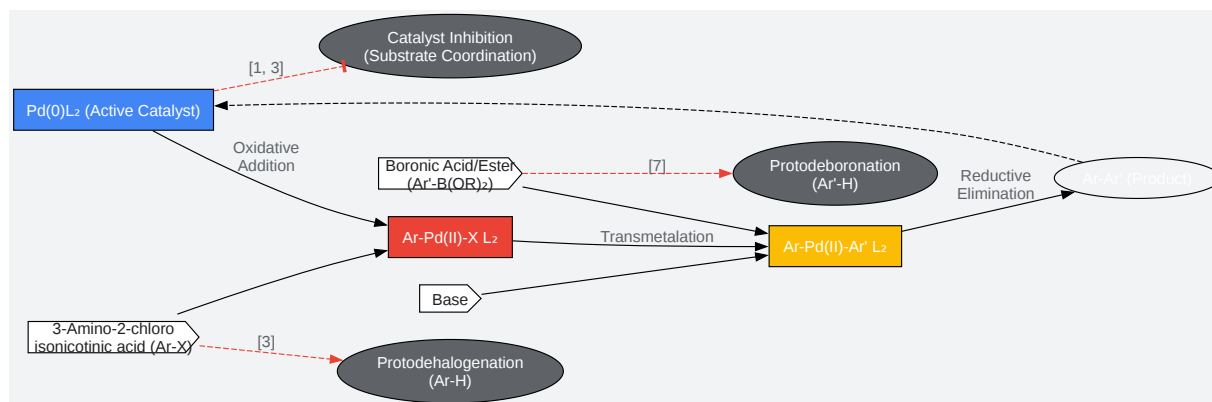 Catalyst Inhibition
(Substrate Coordination)
[1, 3]
Pd(0)L₂ (Active Catalyst)
Oxidative
Addition
Boronic Acid/Ester
(Ar'-B(OR)₂)
[7]
Protodeboronation
(Ar'-H)
Reductive
Elimination
Ar-Ar' (Product)
Ar-Pd(II)-X L₂
Transmetalation
Ar-Pd(II)-Ar' L₂
Base
3-Amino-2-chloro
isonicotinic acid (Ar-X)
[3]
Protodehalogenation
(Ar-H)